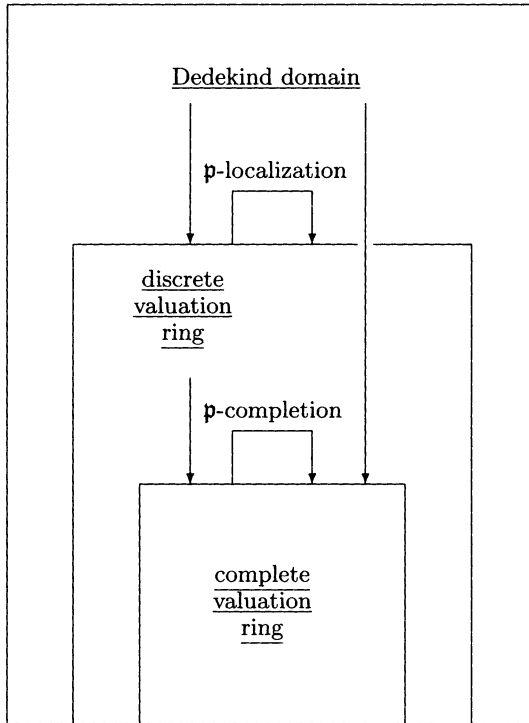 Dedekind domain
𝔭-localization
discrete
valuation
ring
𝔭-completion
complete
valuation
ring